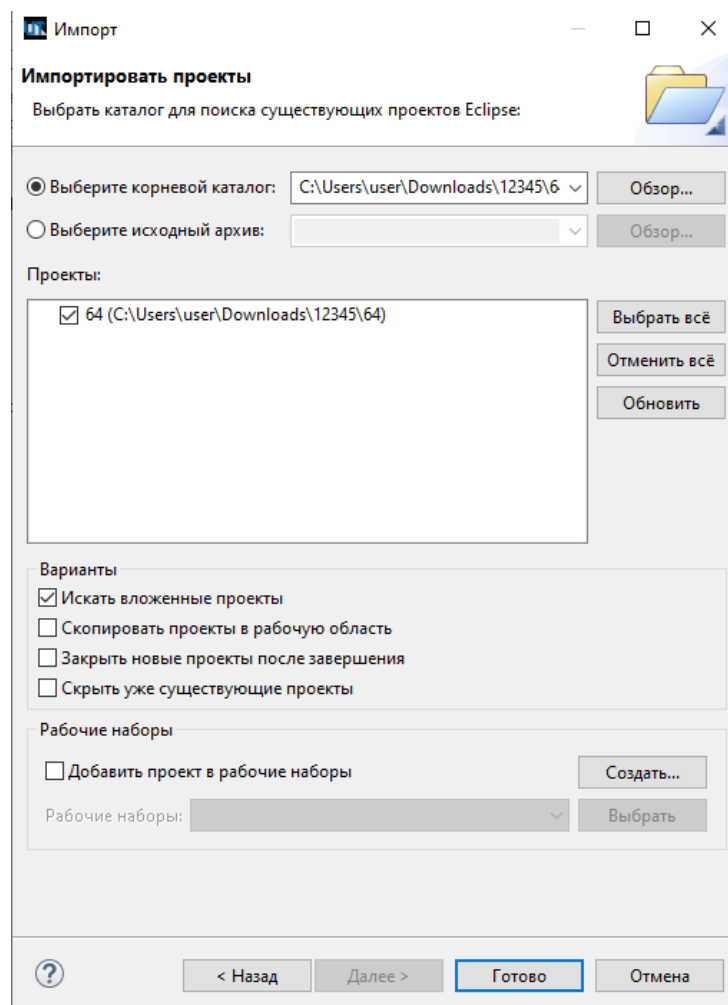 Импорт
Импортировать проекты
Выбрать каталог для поиска существующих проектов Eclipse:
Выберите корневой каталог: C:\Users\user\Downloads\12345\6 Обзор...
Выберите исходный архив: Обзор...
Проекты:
64 (C:\Users\user\Downloads\12345\64) Выбрать всё
Отменить всё
Обновить
Варианты
Искать вложенные проекты
Скопировать проекты в рабочую область
Закрыть новые проекты после завершения
Скрыть уже существующие проекты
Рабочие наборы
Добавить проект в рабочие наборы Создать...
Рабочие наборы: Выбрать
? < Назад Далее > Готово Отмена